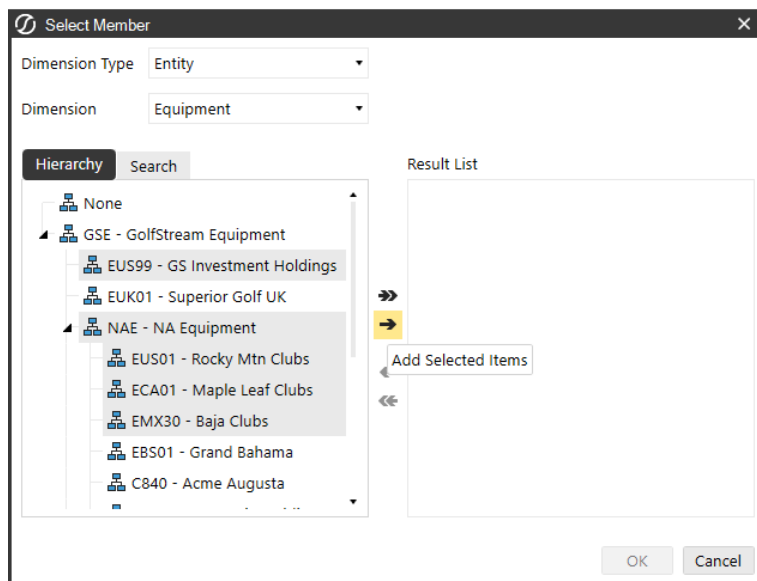 Select Member
Dimension Type Entity
Dimension Equipment
Hierarchy Search
Result List
None
GSE - GolfStream Equipment
EUS99 - GS Investment Holdings
EUK01 - Superior Golf UK
NAE - NA Equipment
EUS01 - Rocky Mtn Clubs
Add Selected Items
ECA01 - Maple Leaf Clubs
EMX30 - Baja Clubs
EBS01 - Grand Bahama
C840 - Acme Augusta
OK Cancel